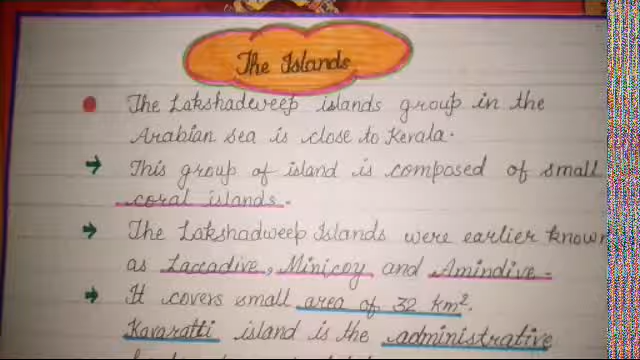 The Islands
The Lakshadweep islands group in the
Arabian sea is close to Kerala.
This group of island is composed of small
coral islands.
The Lakshadweep Islands were earlier known
as Laccadive, Minicoy and Amindive.
It covers small area of 32 km².
Kavaratti island is the administrative